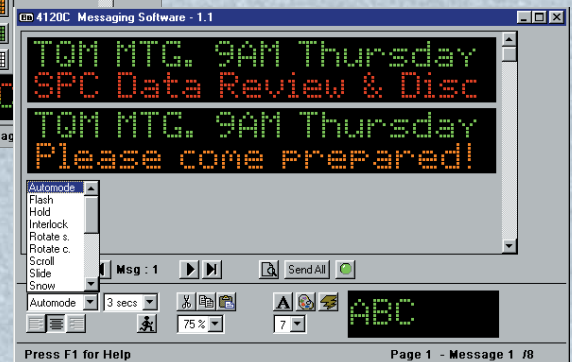 4120C Messaging Software - 1.1
TQM MTG. 9AM Thursday
SPC Data Review & Disc
TQM MTG. 9AM Thursday
Please come prepared!
Automode
Flash
Hold
Interlock
Rotate s.
Rotate c.
Scroll
Slide
Snow
Msg : 1
Send All
Automode
3 secs
A
75 %
7
ABC
Press F1 for Help
Page 1 - Message 1 /8